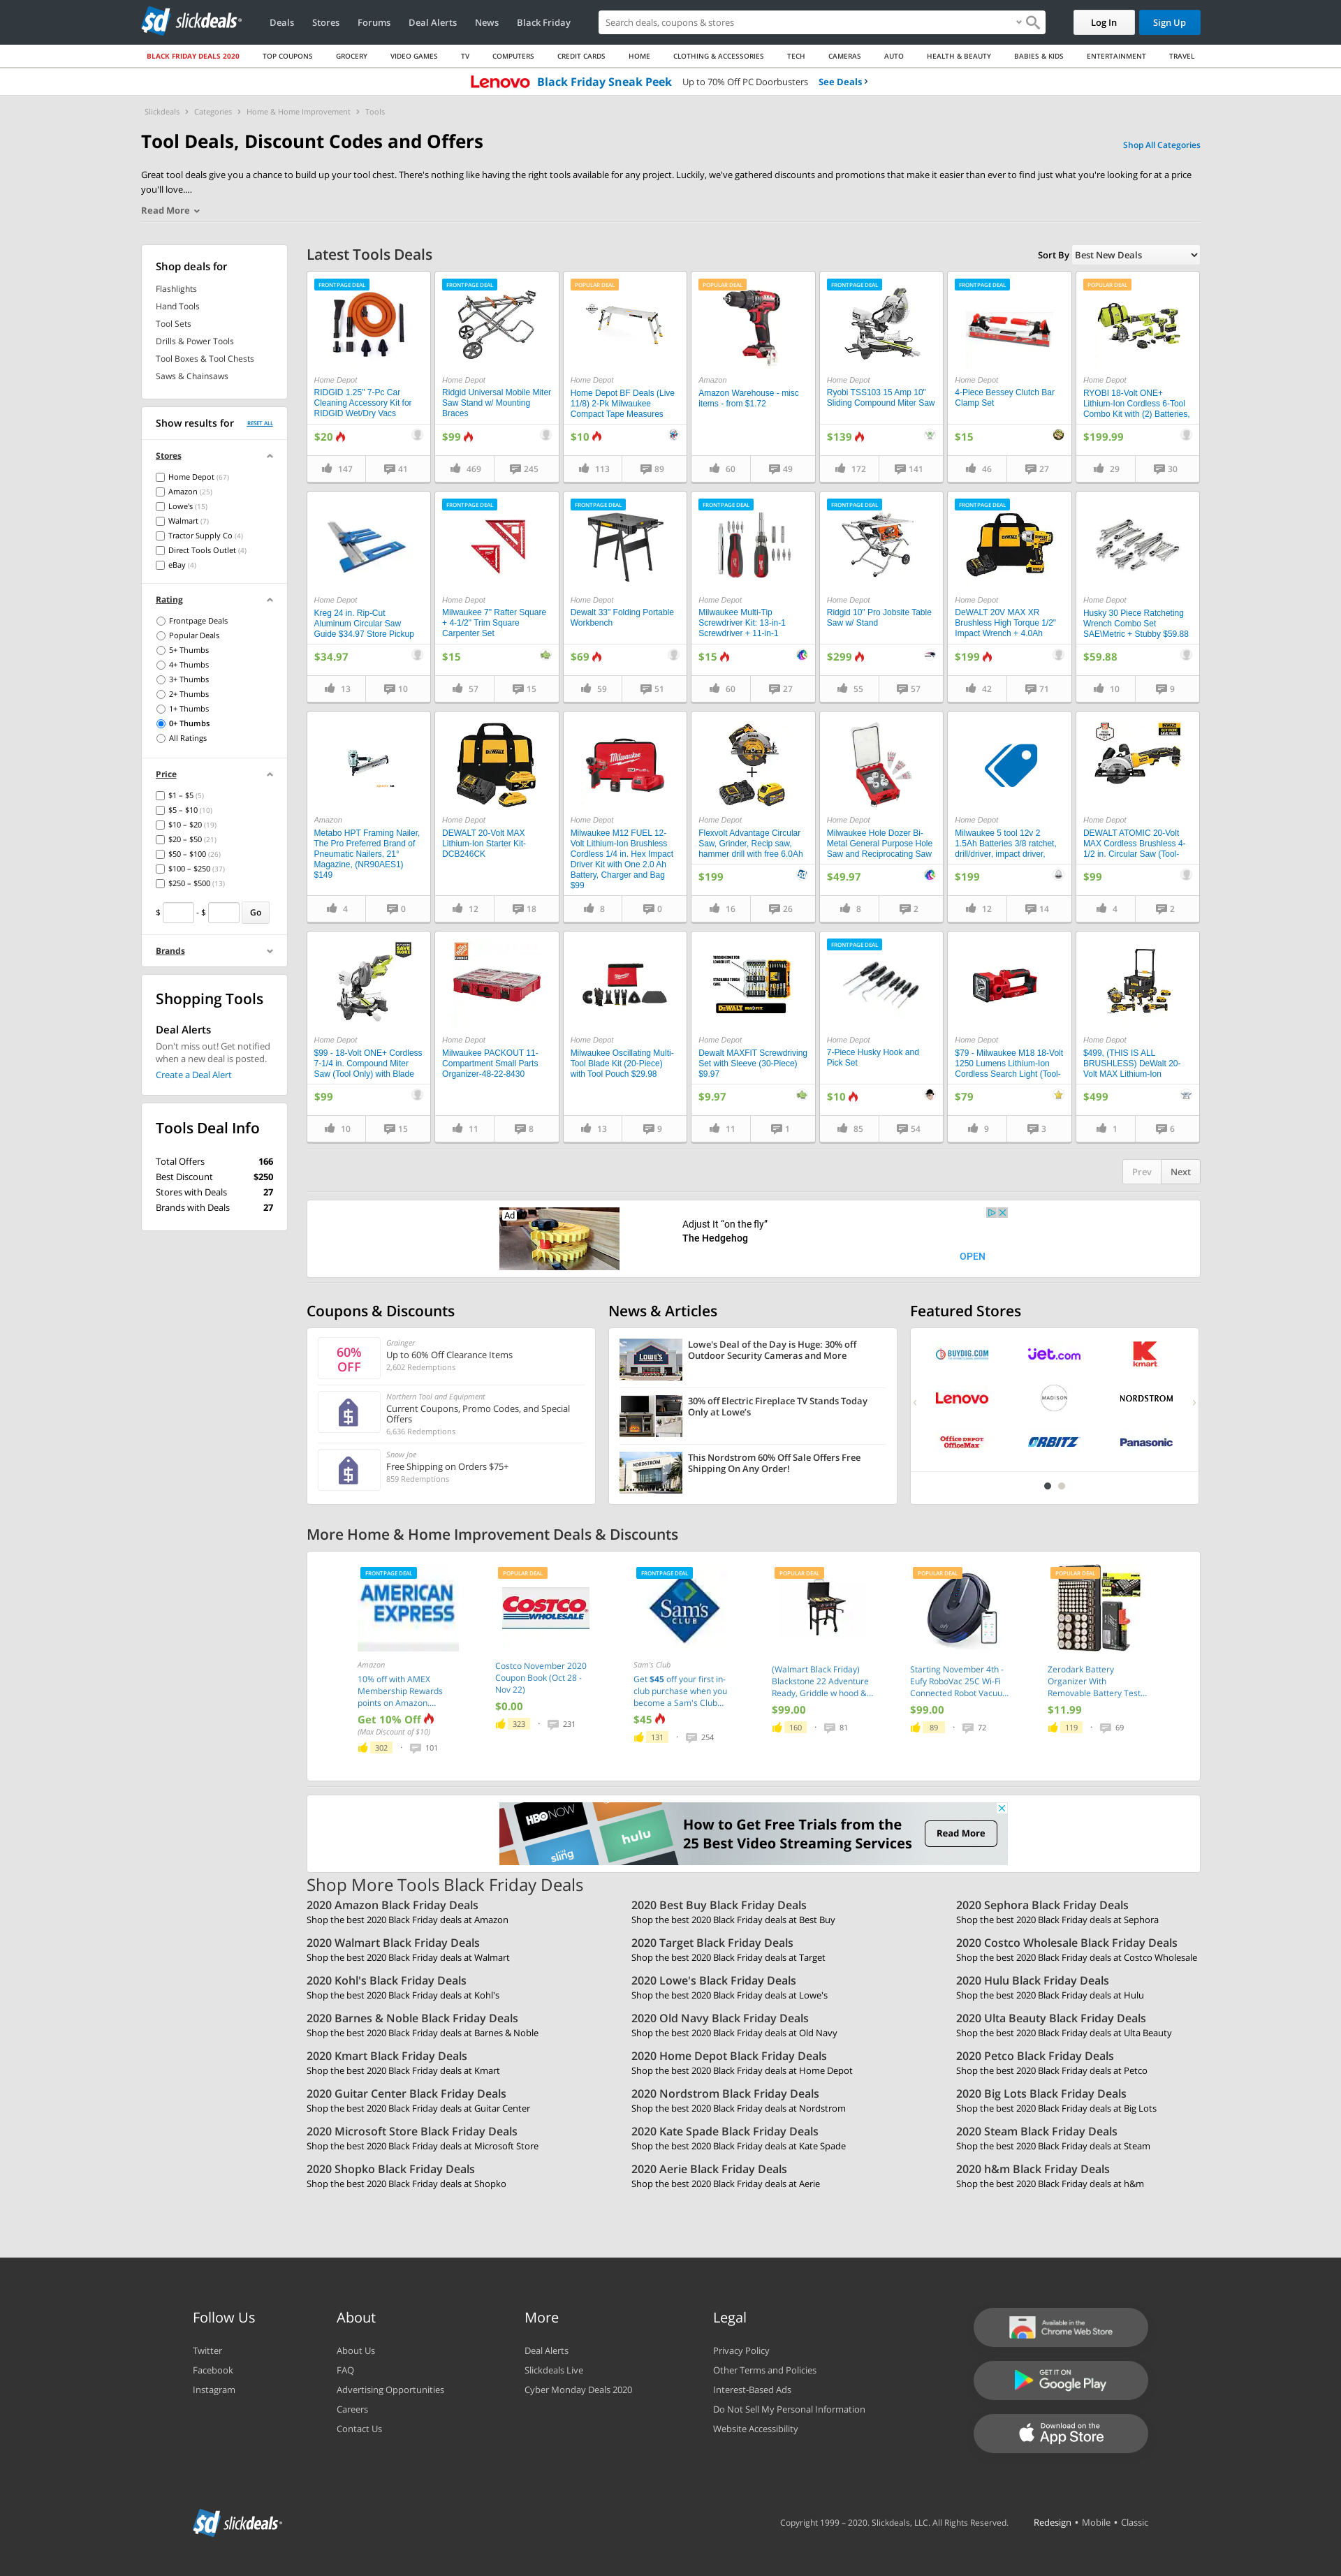 slickdeals
Deals Stores Forums Deal Alerts News Black Friday
Search deals, coupons & stores
Log In Sign Up
BLACK FRIDAY DEALS 2020 TOP COUPONS GROCERY VIDEO GAMES TV COMPUTERS CREDIT CARDS HOME CLOTHING & ACCESSORIES TECH CAMERAS AUTO HEALTH & BEAUTY BABIES & KIDS ENTERTAINMENT TRAVEL
Lenovo Black Friday Sneak Peek Up to 70% Off PC Doorbusters See Deals
Slickdeals Categories Home & Home Improvement Tools
Tool Deals, Discount Codes and Offers
Shop All Categories
Great tool deals give you a chance to build up your tool chest. There's nothing like having the right tools available for any project. Luckily, we've gathered discounts and promotions that make it easier than ever to find just what you're looking for at a price
you'll love....
Read More
Shop deals for
Flashlights
Hand Tools
Tool Sets
Drills & Power Tools
Tool Boxes & Tool Chests
Saws & Chainsaws
Show results for RESET ALL
Stores
Home Depot (67)
Amazon (25)
Lowe's (15)
Walmart (7)
Tractor Supply Co (4)
Direct Tools Outlet (4)
eBay (4)
Rating
Frontpage Deals
Popular Deals
5+ Thumbs
4+ Thumbs
3+ Thumbs
2+ Thumbs
1+ Thumbs
0+ Thumbs
All Ratings
Price
$1 – $5 (5)
$5 – $10 (10)
$10 – $20 (19)
$20 – $50 (21)
$50 – $100 (26)
$100 – $250 (37)
$250 – $500 (13)
$ - $ Go
Brands
Shopping Tools
Deal Alerts
Don't miss out! Get notified
when a new deal is posted.
Create a Deal Alert
Tools Deal Info
Total Offers 166
Best Discount $250
Stores with Deals 27
Brands with Deals 27
Latest Tools Deals
Sort By Best New Deals
FRONTPAGE DEAL
Home Depot
RIDGID 1.25" 7-Pc Car
Cleaning Accessory Kit for
RIDGID Wet/Dry Vacs
$20
147 41
FRONTPAGE DEAL
Home Depot
Ridgid Universal Mobile Miter
Saw Stand w/ Mounting
Braces
$99
469 245
POPULAR DEAL
Home Depot
Home Depot BF Deals (Live
11/8) 2-Pk Milwaukee
Compact Tape Measures
$10
113 89
POPULAR DEAL
Amazon
Amazon Warehouse - misc
items - from $1.72
60 49
FRONTPAGE DEAL
Home Depot
Ryobi TSS103 15 Amp 10"
Sliding Compound Miter Saw
$139
172 141
FRONTPAGE DEAL
Home Depot
4-Piece Bessey Clutch Bar
Clamp Set
$15
46 27
POPULAR DEAL
Home Depot
RYOBI 18-Volt ONE+
Lithium-Ion Cordless 6-Tool
Combo Kit with (2) Batteries,
$199.99
29 30
Home Depot
Kreg 24 in. Rip-Cut
Aluminum Circular Saw
Guide $34.97 Store Pickup
$34.97
13 10
FRONTPAGE DEAL
Home Depot
Milwaukee 7" Rafter Square
+ 4-1/2" Trim Square
Carpenter Set
$15
57 15
FRONTPAGE DEAL
Home Depot
Dewalt 33" Folding Portable
Workbench
$69
59 51
FRONTPAGE DEAL
Home Depot
Milwaukee Multi-Tip
Screwdriver Kit: 13-in-1
Screwdriver + 11-in-1
$15
60 27
FRONTPAGE DEAL
Home Depot
Ridgid 10" Pro Jobsite Table
Saw w/ Stand
$299
55 57
FRONTPAGE DEAL
Home Depot
DeWALT 20V MAX XR
Brushless High Torque 1/2"
Impact Wrench + 4.0Ah
$199
42 71
Home Depot
Husky 30 Piece Ratcheting
Wrench Combo Set
SAE\Metric + Stubby $59.88
$59.88
10 9
Amazon
Metabo HPT Framing Nailer,
The Pro Preferred Brand of
Pneumatic Nailers, 21°
Magazine, (NR90AES1)
$149
4 0
Home Depot
DEWALT 20-Volt MAX
Lithium-Ion Starter Kit-
DCB246CK
12 18
Home Depot
Milwaukee M12 FUEL 12-
Volt Lithium-Ion Brushless
Cordless 1/4 in. Hex Impact
Driver Kit with One 2.0 Ah
Battery, Charger and Bag
$99
8 0
Home Depot
Flexvolt Advantage Circular
Saw, Grinder, Recip saw,
hammer drill with free 6.0Ah
$199
16 26
Home Depot
Milwaukee Hole Dozer Bi-
Metal General Purpose Hole
Saw and Reciprocating Saw
$49.97
8 2
Home Depot
Milwaukee 5 tool 12v 2
1.5Ah Batteries 3/8 ratchet,
drill/driver, impact driver,
$199
12 14
Home Depot
DEWALT ATOMIC 20-Volt
MAX Cordless Brushless 4-
1/2 in. Circular Saw (Tool-
$99
4 2
Home Depot
$99 - 18-Volt ONE+ Cordless
7-1/4 in. Compound Miter
Saw (Tool Only) with Blade
$99
10 15
Home Depot
Milwaukee PACKOUT 11-
Compartment Small Parts
Organizer-48-22-8430
11 8
Home Depot
Milwaukee Oscillating Multi-
Tool Blade Kit (20-Piece)
with Tool Pouch $29.98
13 9
Home Depot
Dewalt MAXFIT Screwdriving
Set with Sleeve (30-Piece)
$9.97
$9.97
11 1
FRONTPAGE DEAL
Home Depot
7-Piece Husky Hook and
Pick Set
$10
85 54
Home Depot
$79 - Milwaukee M18 18-Volt
1250 Lumens Lithium-Ion
Cordless Search Light (Tool-
$79
9 3
Home Depot
$499, (THIS IS ALL
BRUSHLESS) DeWalt 20-
Volt MAX Lithium-Ion
$499
1 6
Prev Next
Ad
Adjust It “on the fly”
The Hedgehog
OPEN
Coupons & Discounts
60%
OFF
Grainger
Up to 60% Off Clearance Items
2,602 Redemptions
Northern Tool and Equipment
Current Coupons, Promo Codes, and Special
Offers
6,636 Redemptions
Snow Joe
Free Shipping on Orders $75+
859 Redemptions
News & Articles
Lowe's Deal of the Day is Huge: 30% off
Outdoor Security Cameras and More
30% off Electric Fireplace TV Stands Today
Only at Lowe's
This Nordstrom 60% Off Sale Offers Free
Shipping On Any Order!
Featured Stores
BUYDIG.COM jet.com Kmart
Lenovo MADISON NORDSTROM
Office DEPOT OfficeMax ORBITZ Panasonic
More Home & Home Improvement Deals & Discounts
FRONTPAGE DEAL
AMERICAN
EXPRESS
Amazon
10% off with AMEX
Membership Rewards
points on Amazon....
Get 10% Off
(Max Discount of $10)
302 101
POPULAR DEAL
COSTCO
WHOLESALE
Costco November 2020
Coupon Book (Oct 28 -
Nov 22)
$0.00
323 231
FRONTPAGE DEAL
Sam's
CLUB
Sam's Club
Get $45 off your first in-
club purchase when you
become a Sam's Club...
$45
131 254
POPULAR DEAL
(Walmart Black Friday)
Blackstone 22 Adventure
Ready, Griddle w hood &...
$99.00
160 81
POPULAR DEAL
Starting November 4th -
Eufy RoboVac 25C Wi-Fi
Connected Robot Vacuu...
$99.00
89 72
POPULAR DEAL
Zerodark Battery
Organizer With
Removable Battery Test...
$11.99
119 69
HBO NOW
hulu
sling
How to Get Free Trials from the
25 Best Video Streaming Services
Read More
Shop More Tools Black Friday Deals
2020 Amazon Black Friday Deals 2020 Best Buy Black Friday Deals 2020 Sephora Black Friday Deals
Shop the best 2020 Black Friday deals at Amazon Shop the best 2020 Black Friday deals at Best Buy Shop the best 2020 Black Friday deals at Sephora
2020 Walmart Black Friday Deals 2020 Target Black Friday Deals 2020 Costco Wholesale Black Friday Deals
Shop the best 2020 Black Friday deals at Walmart Shop the best 2020 Black Friday deals at Target Shop the best 2020 Black Friday deals at Costco Wholesale
2020 Kohl's Black Friday Deals 2020 Lowe's Black Friday Deals 2020 Hulu Black Friday Deals
Shop the best 2020 Black Friday deals at Kohl's Shop the best 2020 Black Friday deals at Lowe's Shop the best 2020 Black Friday deals at Hulu
2020 Barnes & Noble Black Friday Deals 2020 Old Navy Black Friday Deals 2020 Ulta Beauty Black Friday Deals
Shop the best 2020 Black Friday deals at Barnes & Noble Shop the best 2020 Black Friday deals at Old Navy Shop the best 2020 Black Friday deals at Ulta Beauty
2020 Kmart Black Friday Deals 2020 Home Depot Black Friday Deals 2020 Petco Black Friday Deals
Shop the best 2020 Black Friday deals at Kmart Shop the best 2020 Black Friday deals at Home Depot Shop the best 2020 Black Friday deals at Petco
2020 Guitar Center Black Friday Deals 2020 Nordstrom Black Friday Deals 2020 Big Lots Black Friday Deals
Shop the best 2020 Black Friday deals at Guitar Center Shop the best 2020 Black Friday deals at Nordstrom Shop the best 2020 Black Friday deals at Big Lots
2020 Microsoft Store Black Friday Deals 2020 Kate Spade Black Friday Deals 2020 Steam Black Friday Deals
Shop the best 2020 Black Friday deals at Microsoft Store Shop the best 2020 Black Friday deals at Kate Spade Shop the best 2020 Black Friday deals at Steam
2020 Shopko Black Friday Deals 2020 Aerie Black Friday Deals 2020 h&m Black Friday Deals
Shop the best 2020 Black Friday deals at Shopko Shop the best 2020 Black Friday deals at Aerie Shop the best 2020 Black Friday deals at h&m
Follow Us
Twitter
Facebook
Instagram
About
About Us
FAQ
Advertising Opportunities
Careers
Contact Us
More
Deal Alerts
Slickdeals Live
Cyber Monday Deals 2020
Legal
Privacy Policy
Other Terms and Policies
Interest-Based Ads
Do Not Sell My Personal Information
Website Accessibility
Available in the
Chrome Web Store
GET IT ON
Google Play
Download on the
App Store
slickdeals
Copyright 1999 – 2020. Slickdeals, LLC. All Rights Reserved. Redesign • Mobile • Classic